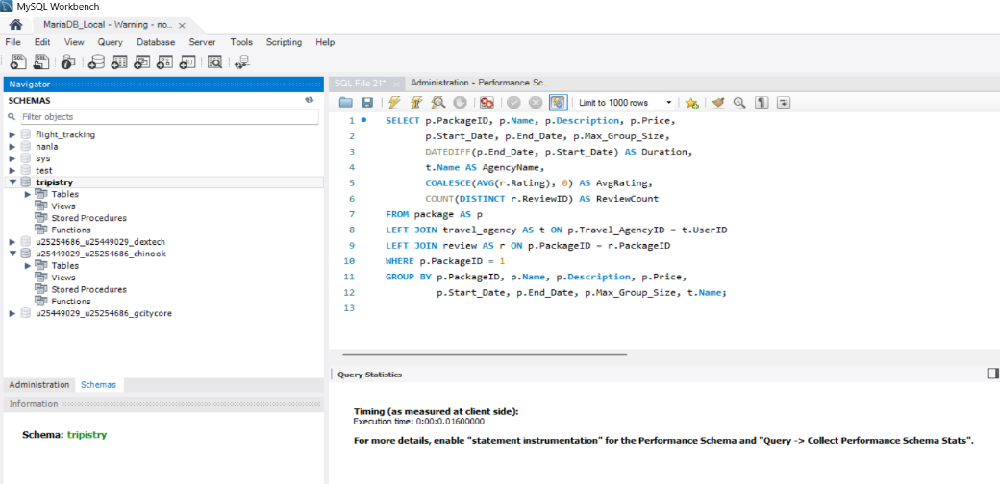 MySQL Workbench
MariaDB_Local - Warning - no... ×
File Edit View Query Database Server Tools Scripting Help
Navigator
SCHEMAS
Filter objects
flight_tracking
nanla
sys
test
tripistry
Tables
Views
Stored Procedures
Functions
u25254686_u25449029_dextech
u25449029_u25254686_chinook
Tables
Views
Stored Procedures
Functions
u25449029_u25254686_gcitycore
Administration Schemas
Information
Schema: tripistry
SQL File 21* × Administration - Performance Sc...
Limit to 1000 rows
1 SELECT p.PackageID, p.Name, p.Description, p.Price,
2 p.Start_Date, p.End_Date, p.Max_Group_Size,
3 DATEDIFF(p.End_Date, p.Start_Date) AS Duration,
4 t.Name AS AgencyName,
5 COALESCE(AVG(r.Rating), 0) AS AvgRating,
6 COUNT(DISTINCT r.ReviewID) AS ReviewCount
7 FROM package AS p
8 LEFT JOIN travel_agency AS t ON p.Travel_AgencyID = t.UserID
9 LEFT JOIN review AS r ON p.PackageID = r.PackageID
10 WHERE p.PackageID = 1
11 GROUP BY p.PackageID, p.Name, p.Description, p.Price,
12 p.Start_Date, p.End_Date, p.Max_Group_Size, t.Name;
13
Query Statistics
Timing (as measured at client side):
Execution time: 0:00:0.01600000
For more details, enable "statement instrumentation" for the Performance Schema and "Query -> Collect Performance Schema Stats".